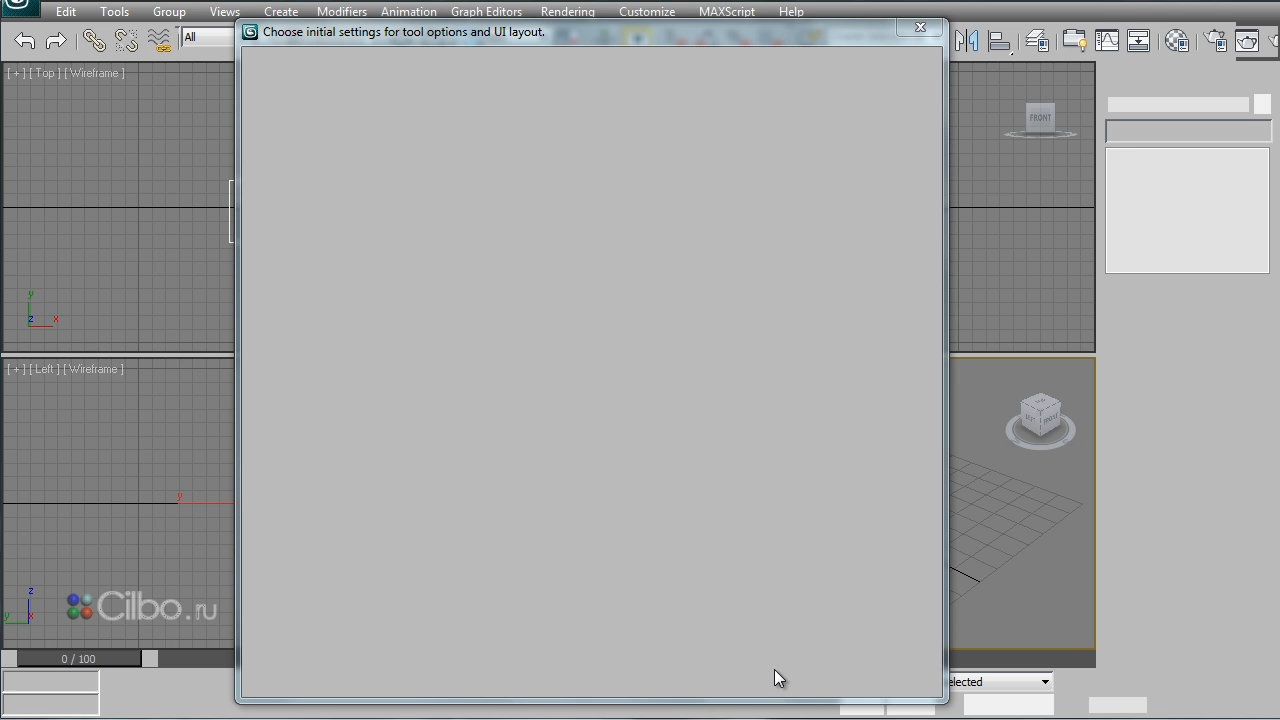 Edit Tools Group Views Create Modifiers Animation Graph Editors Rendering Customize MAXScript Help
Choose initial settings for tool options and UI layout.
All
[ + ] [ Top ] [ Wireframe ]
FRONT
y
z x
[ + ] [ Left ] [ Wireframe ]
FRONT
y
z
y x
Cilbo.ru
0 / 100
elected